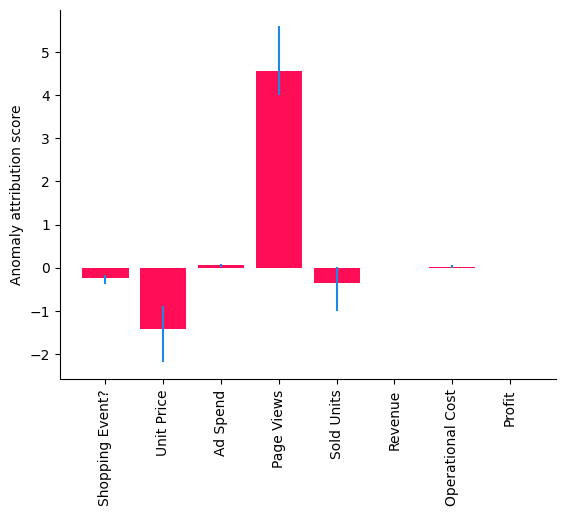 Anomaly attribution score
5
4
3
2
1
0
−1
−2
Shopping Event?
Unit Price
Ad Spend
Page Views
Sold Units
Revenue
Operational Cost
Profit